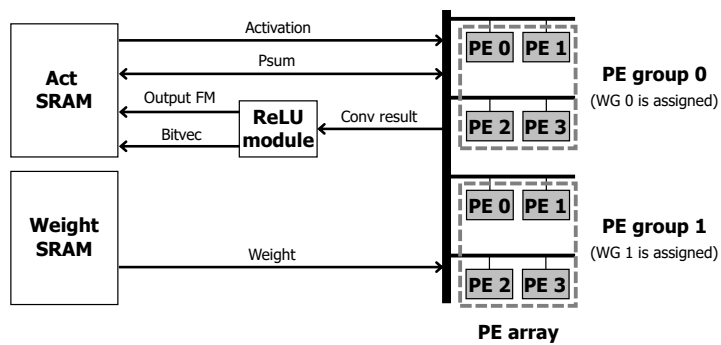 Act
SRAM
Activation
Psum
Output FM
Bitvec
ReLU
module
Conv result
PE 0 PE 1
PE 2 PE 3
PE group 0
(WG 0 is assigned)
Weight
SRAM
Weight
PE 0 PE 1
PE 2 PE 3
PE group 1
(WG 1 is assigned)
PE array